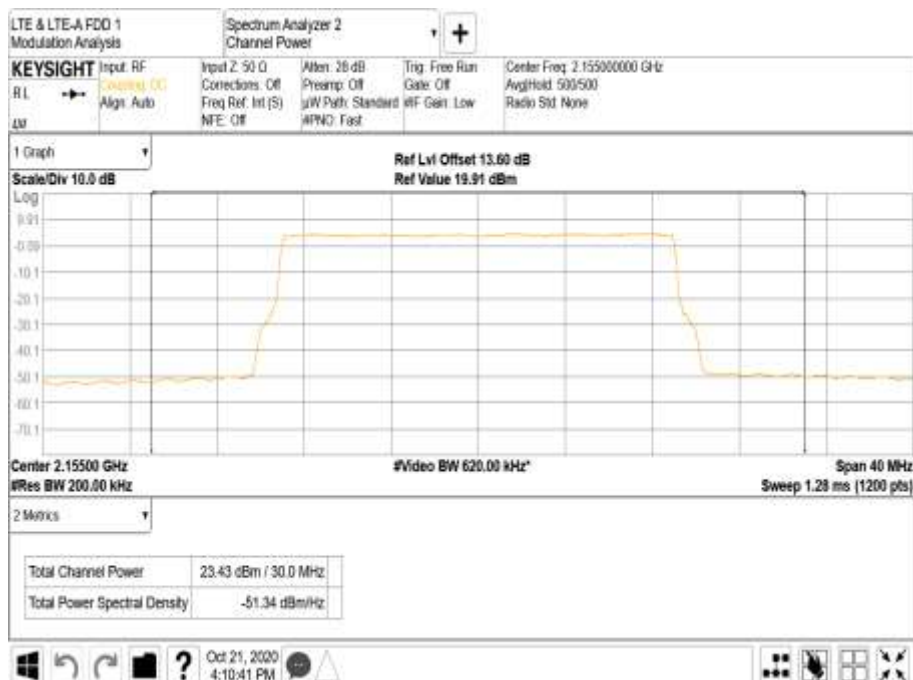 LTE & LTE-A FDD 1
Modulation Analysis
Spectrum Analyzer 2
Channel Power
+
KEYSIGHT
RL
Input: RF
Coupling: DC
Align: Auto
Input Z: 50 Ω
Corrections: Off
Freq Ref: Int (S)
NFE: Off
Atten: 28 dB
Preamp: Off
µW Path: Standard
#PNO: Fast
Trig: Free Run
Gate: Off
#IF Gain: Low
Center Freq: 2.155000000 GHz
Avg|Hold: 500/500
Radio Std: None
1 Graph
Scale/Div 10.0 dB
Ref Lvl Offset 13.60 dB
Ref Value 19.91 dBm
Log
9.91
-0.09
-10.1
-20.1
-30.1
-40.1
-50.1
-60.1
-70.1
Center 2.15500 GHz
#Video BW 620.00 kHz*
Span 40 MHz
#Res BW 200.00 kHz
Sweep 1.28 ms (1200 pts)
2 Metrics
Total Channel Power 23.43 dBm / 30.0 MHz
Total Power Spectral Density -51.34 dBm/Hz
?
Oct 21, 2020
4:10:41 PM